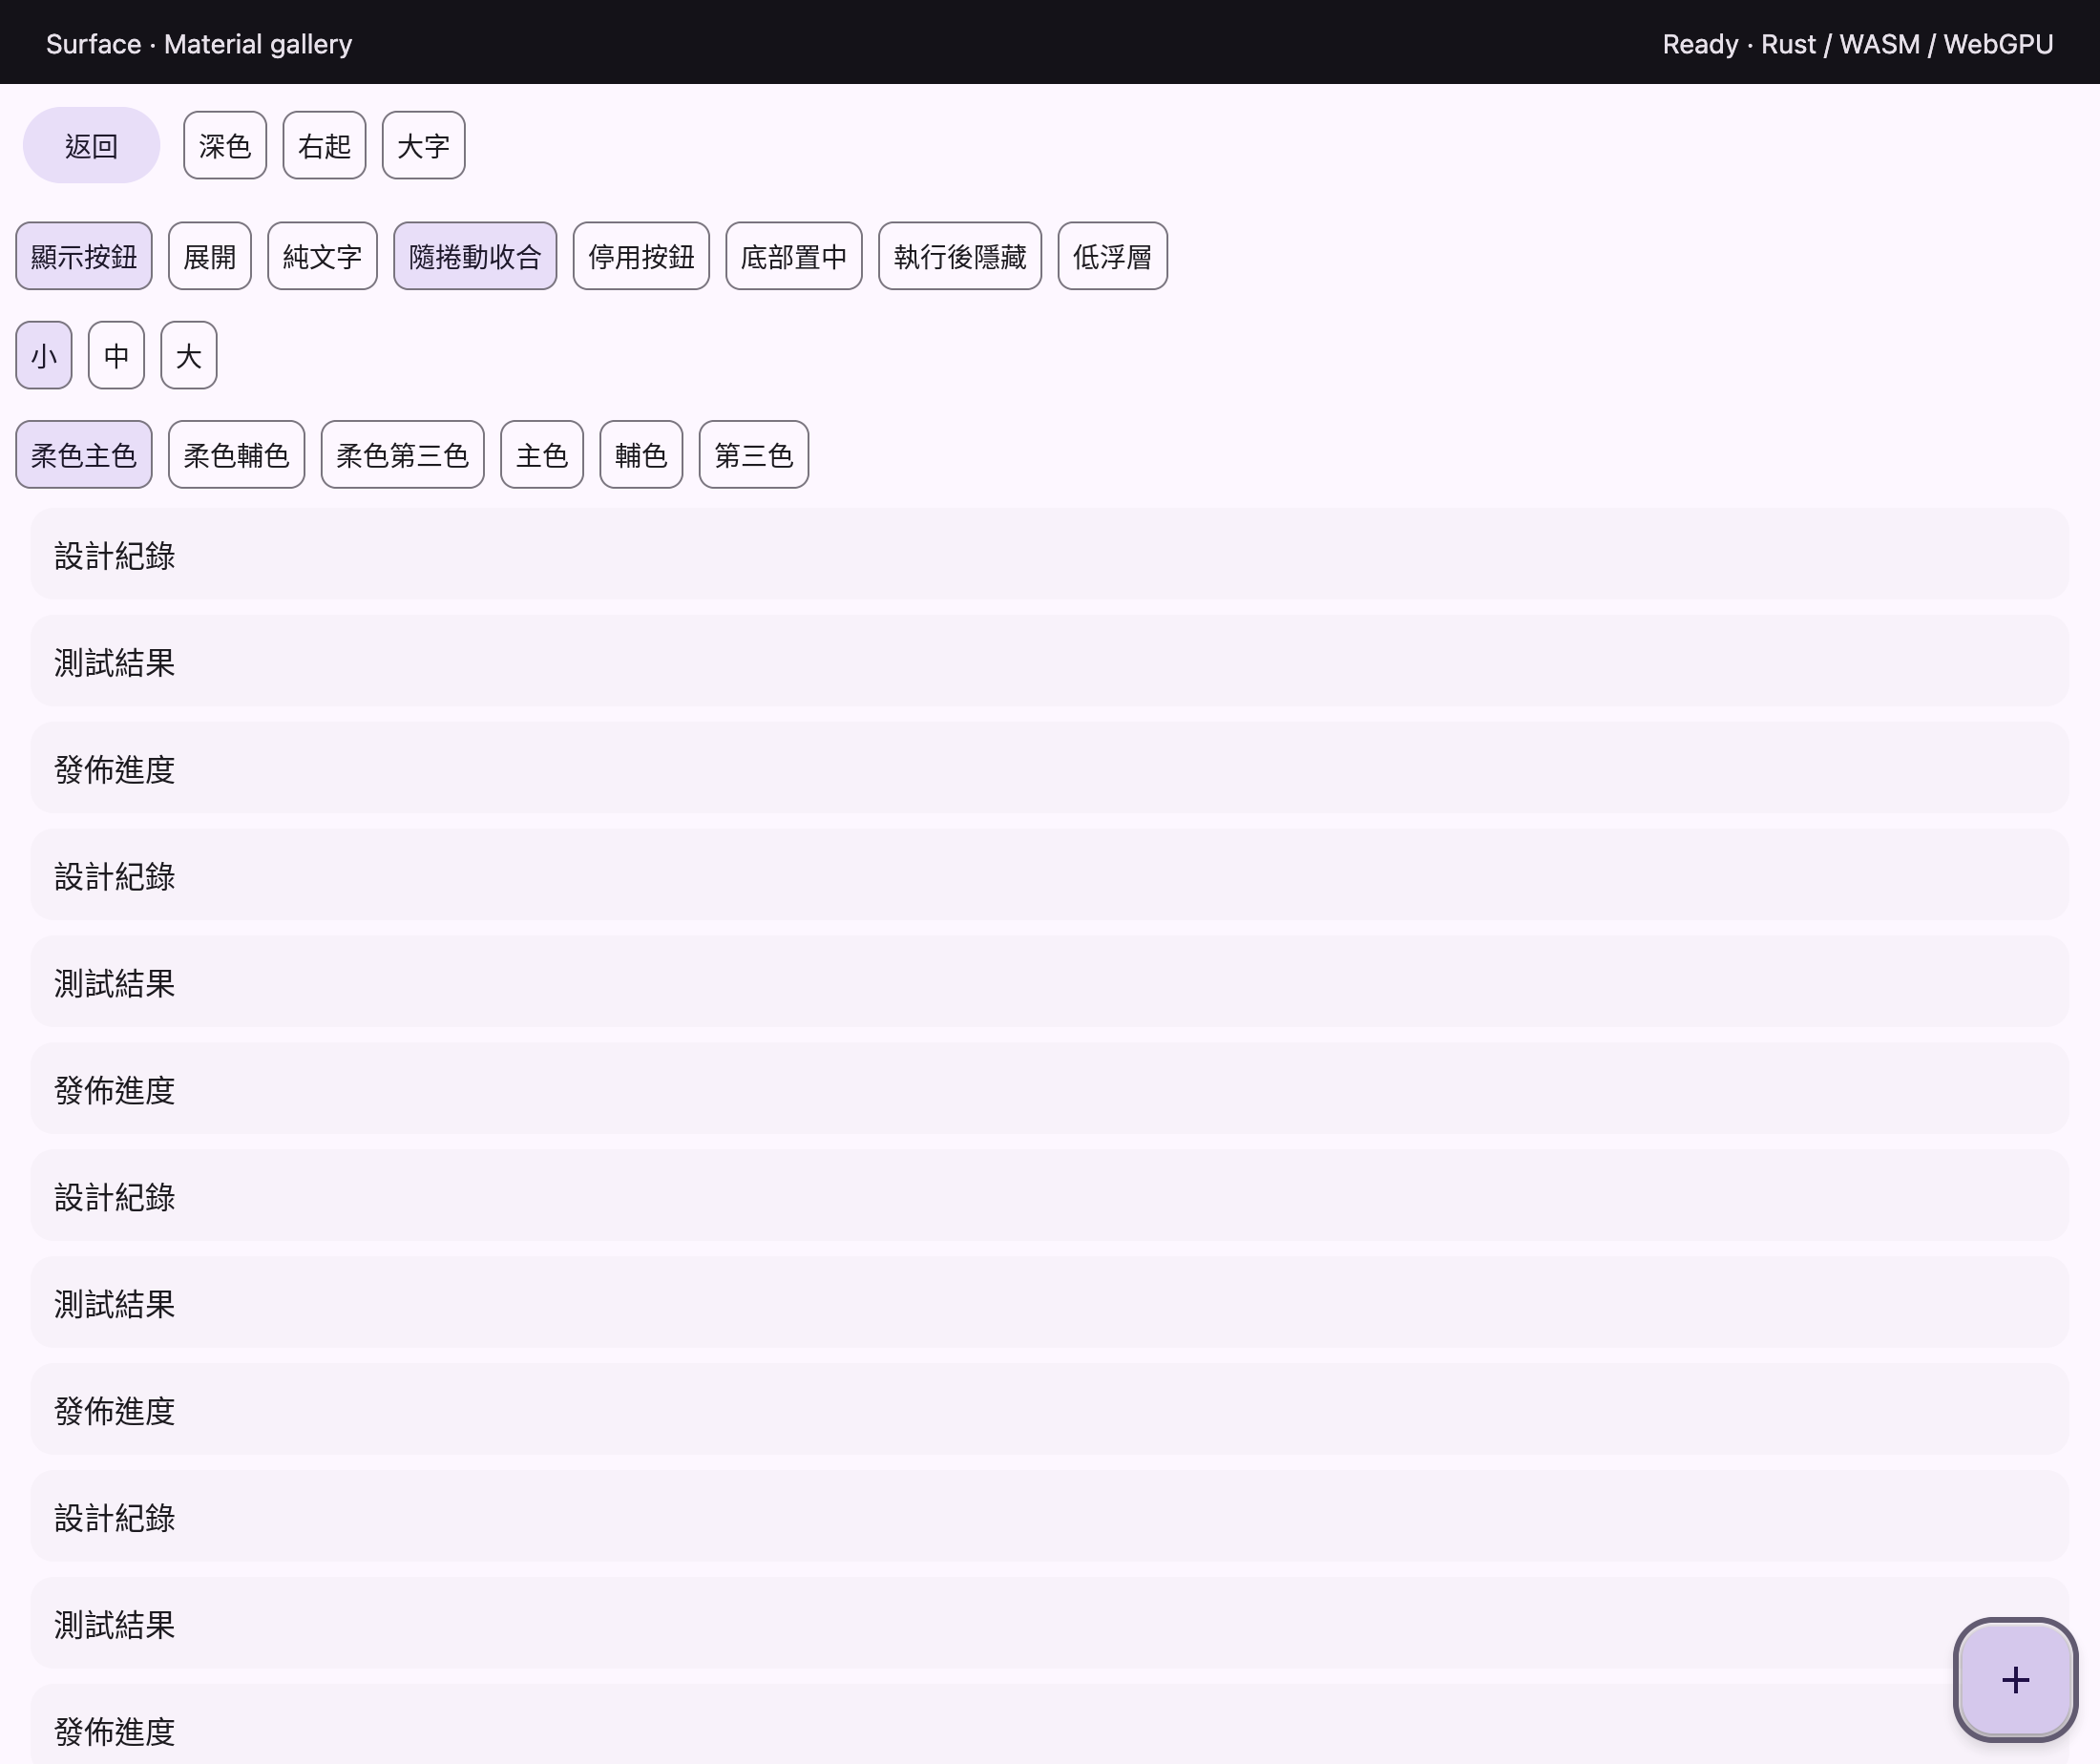 Surface · Material gallery
Ready · Rust / WASM / WebGPU
返回 深色 右起 大字
顯示按鈕 展開 純文字 隨捲動收合 停用按鈕 底部置中 執行後隱藏 低浮層
小 中 大
柔色主色 柔色輔色 柔色第三色 主色 輔色 第三色
設計紀錄
測試結果
發佈進度
設計紀錄
測試結果
發佈進度
設計紀錄
測試結果
發佈進度
設計紀錄
測試結果
發佈進度